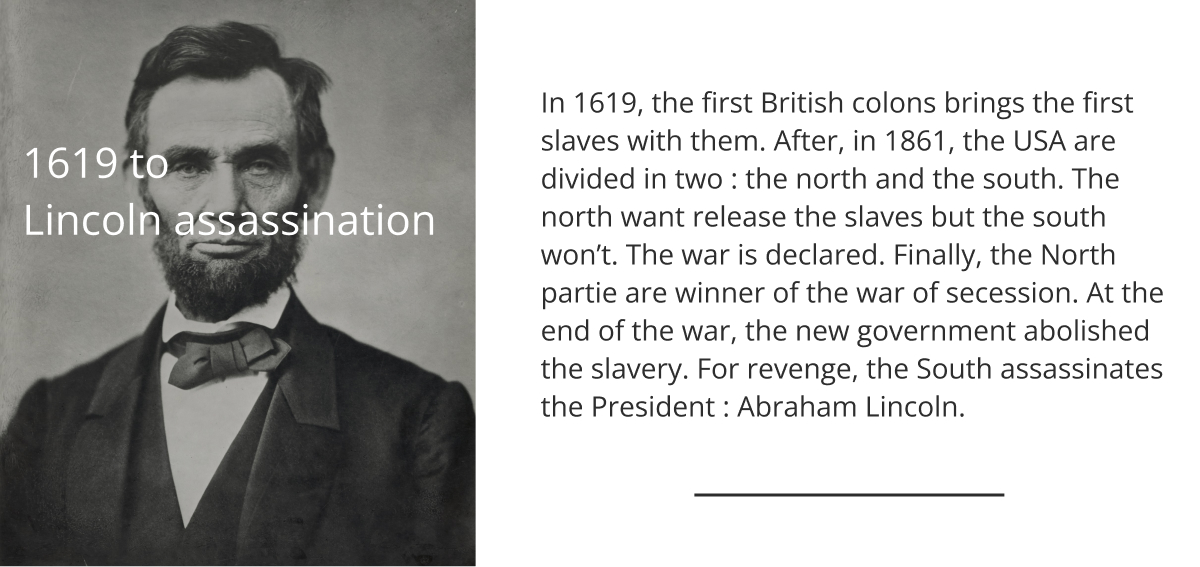 1619 to
Lincoln assassination
In 1619, the first British colons brings the first
slaves with them. After, in 1861, the USA are
divided in two : the north and the south. The
north want release the slaves but the south
won’t. The war is declared. Finally, the North
partie are winner of the war of secession. At the
end of the war, the new government abolished
the slavery. For revenge, the South assassinates
the President : Abraham Lincoln.